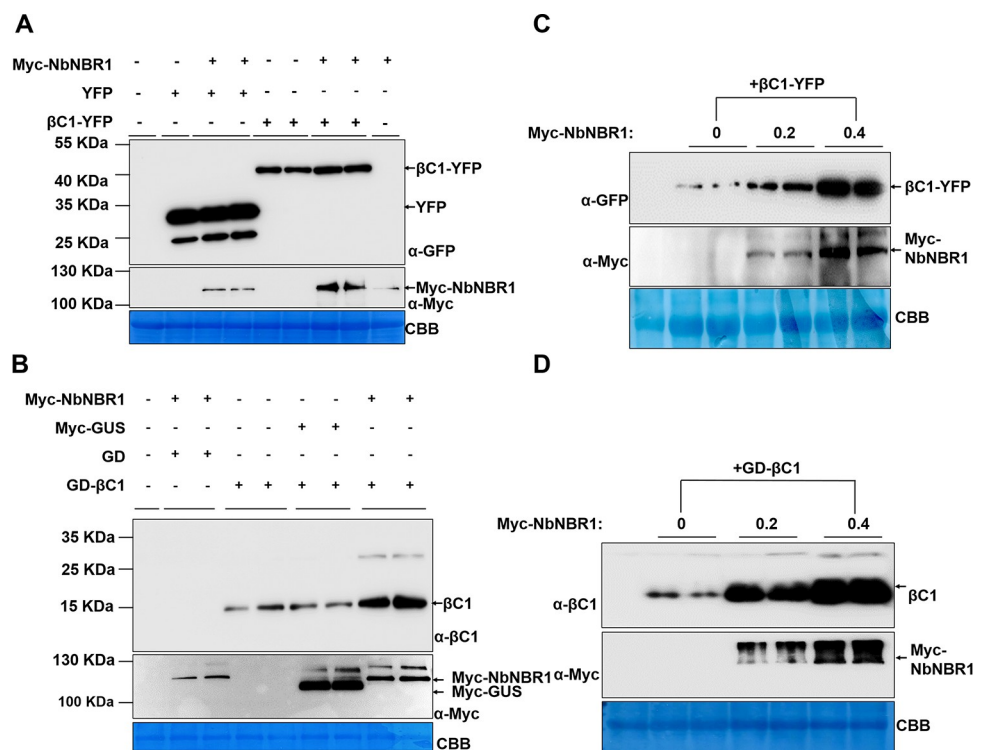 A
Myc-NbNBR1 - - + + - - + + +
YFP - + + + - - - - -
βC1-YFP - - - - + + + + -
55 KDa
40 KDa
35 KDa
25 KDa
βC1-YFP
YFP
α-GFP
130 KDa
100 KDa
Myc-NbNBR1
α-Myc
CBB
B
Myc-NbNBR1 - + + - - - - + +
Myc-GUS - - - - - + + - -
GD - + + - - - - - -
GD-βC1 - - - + + + + + +
35 KDa
25 KDa
15 KDa
βC1
α-βC1
130 KDa
100 KDa
Myc-NbNBR1
Myc-GUS
α-Myc
CBB
C
+βC1-YFP
Myc-NbNBR1: 0 0.2 0.4
α-GFP
βC1-YFP
α-Myc
Myc-
NbNBR1
CBB
D
+GD-βC1
Myc-NbNBR1: 0 0.2 0.4
α-βC1
βC1
α-Myc
Myc-
NbNBR1
CBB